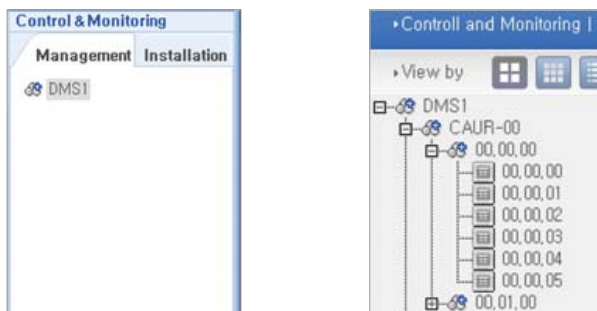 Control & Monitoring
Management Installation
DMS1
Controll and Monitoring |
View by
DMS1
CAUR-00
00,00,00
00,00,00
00,00,01
00,00,02
00,00,03
00,00,04
00,00,05
00,01,00